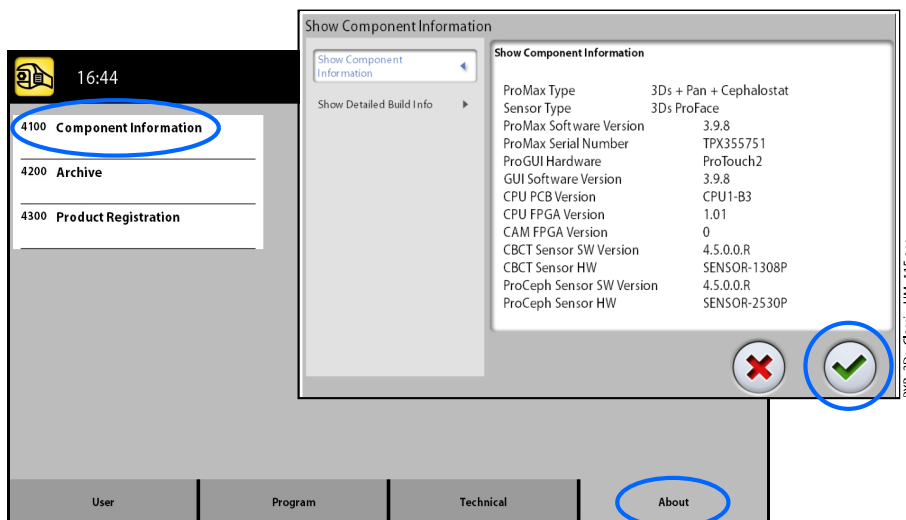 Show Component Information
16:44
4100 Component Information
4200 Archive
4300 Product Registration
Show Component
Information
Show Detailed Build Info
Show Component Information
ProMax Type 3Ds + Pan + Cephalostat
Sensor Type 3Ds ProFace
ProMax Software Version 3.9.8
ProMax Serial Number TPX355751
ProGUI Hardware ProTouch2
GUI Software Version 3.9.8
CPU PCB Version CPU1-B3
CPU FPGA Version 1.01
CAM FPGA Version 0
CBCT Sensor SW Version 4.5.0.0.R
CBCT Sensor HW SENSOR-1308P
ProCeph Sensor SW Version 4.5.0.0.R
ProCeph Sensor HW SENSOR-2530P
User
Program
Technical
About